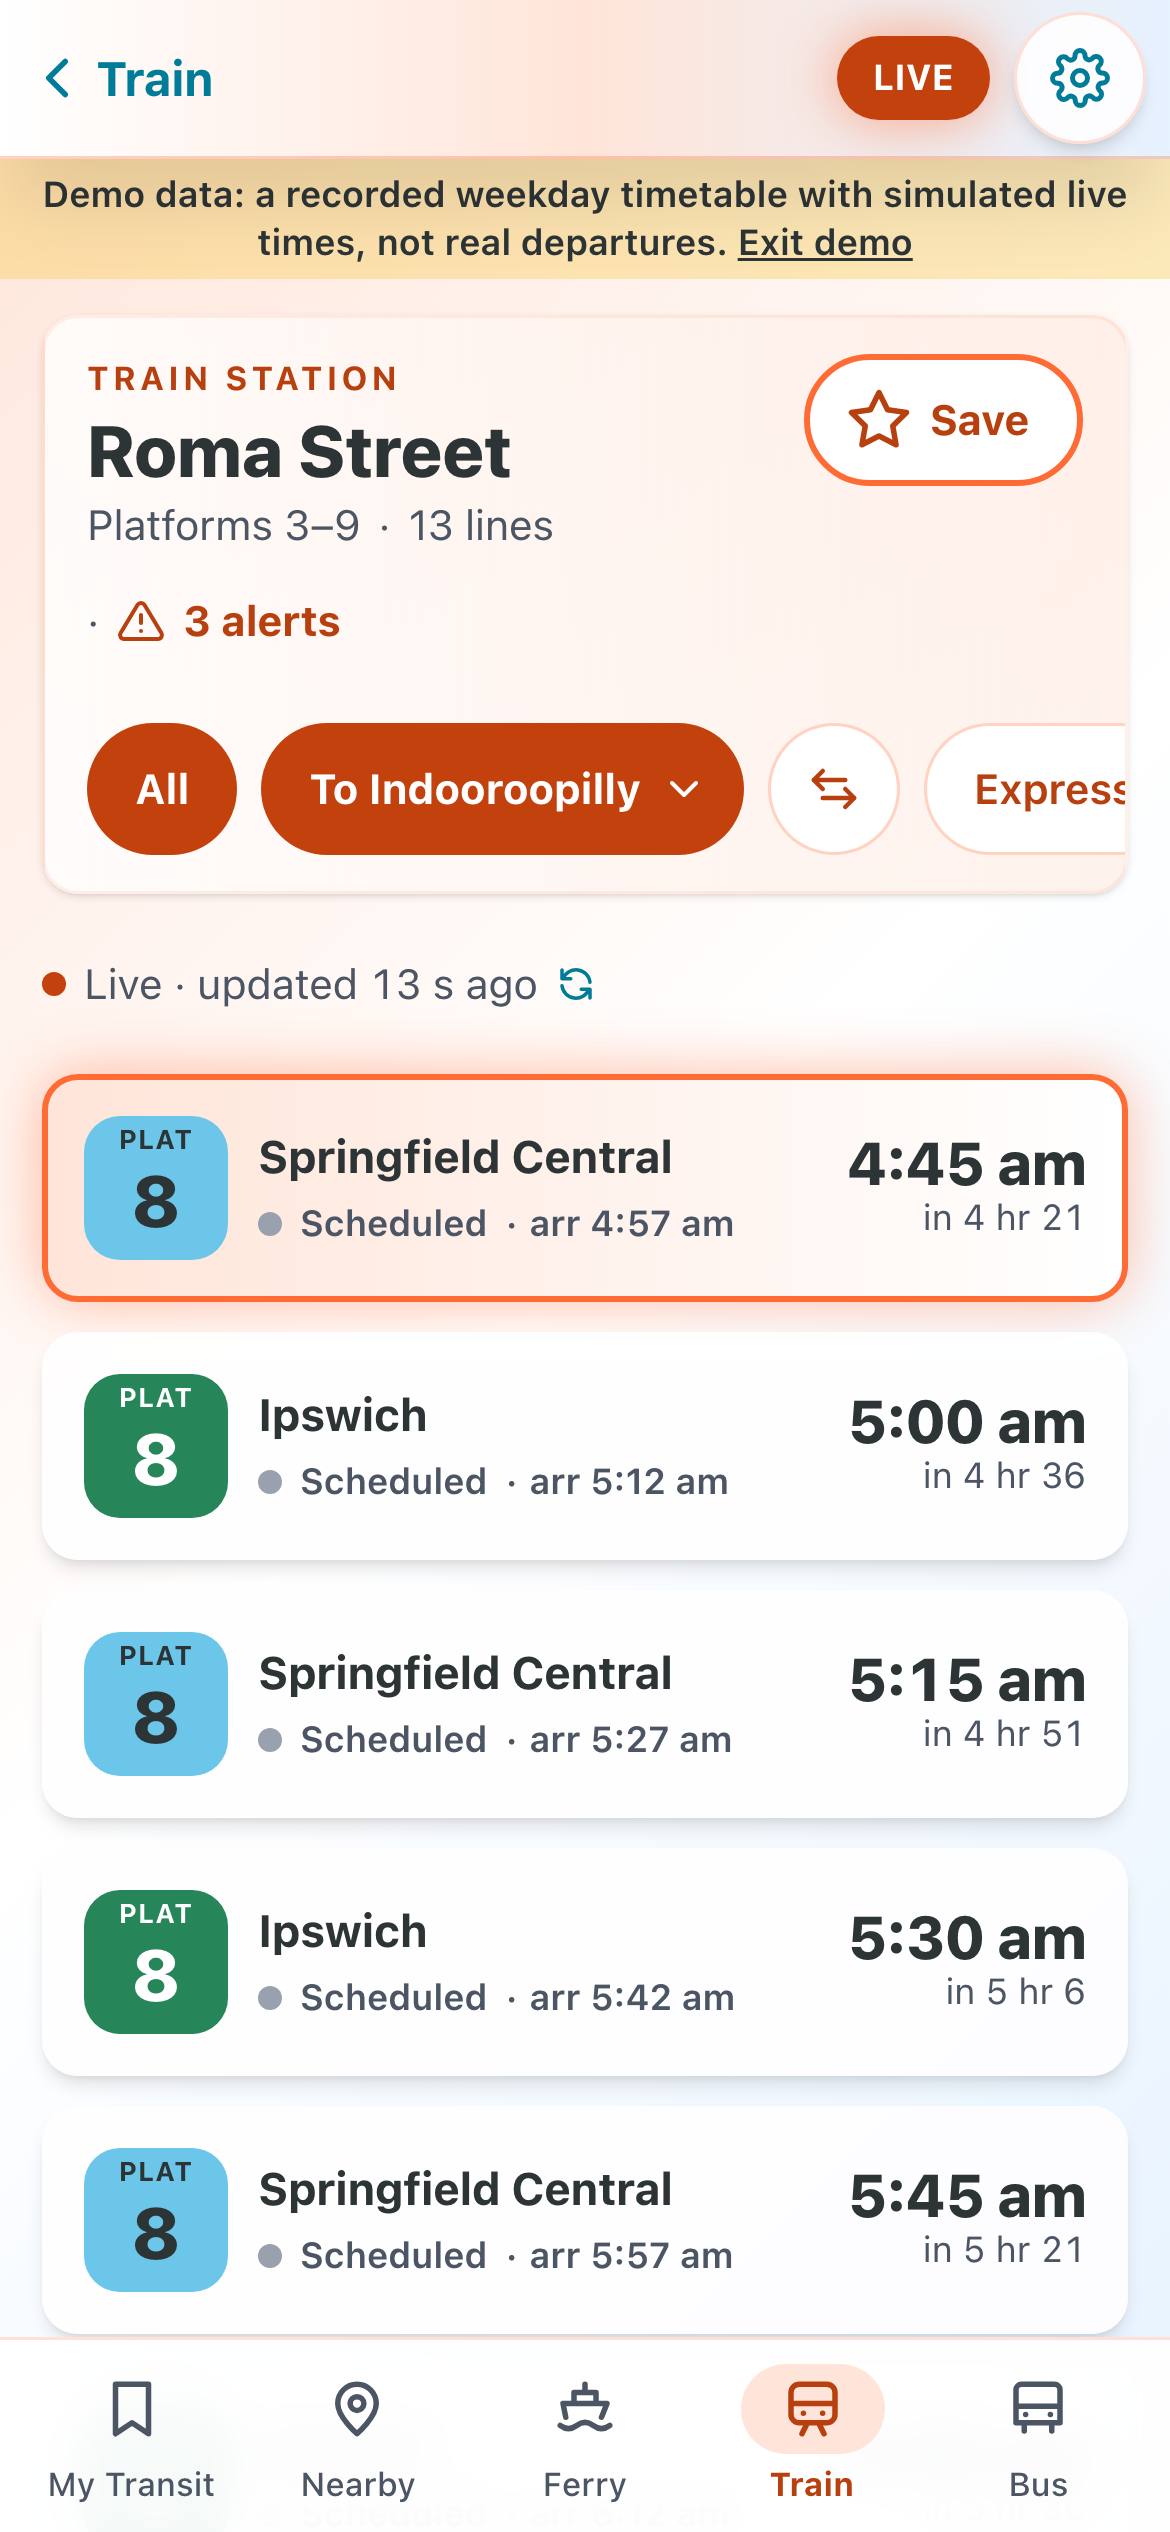 Train
LIVE
Demo data: a recorded weekday timetable with simulated live
times, not real departures. Exit demo
TRAIN STATION
Roma Street
Save
Platforms 3–9 · 13 lines
· 3 alerts
All
To Indooroopilly
Express
Live · updated 13 s ago
PLAT
8
Springfield Central
Scheduled · arr 4:57 am
4:45 am
in 4 hr 21
PLAT
8
Ipswich
Scheduled · arr 5:12 am
5:00 am
in 4 hr 36
PLAT
8
Springfield Central
Scheduled · arr 5:27 am
5:15 am
in 4 hr 51
PLAT
8
Ipswich
Scheduled · arr 5:42 am
5:30 am
in 5 hr 6
PLAT
8
Springfield Central
Scheduled · arr 5:57 am
5:45 am
in 5 hr 21
My Transit
Nearby
Ferry
Train
Bus